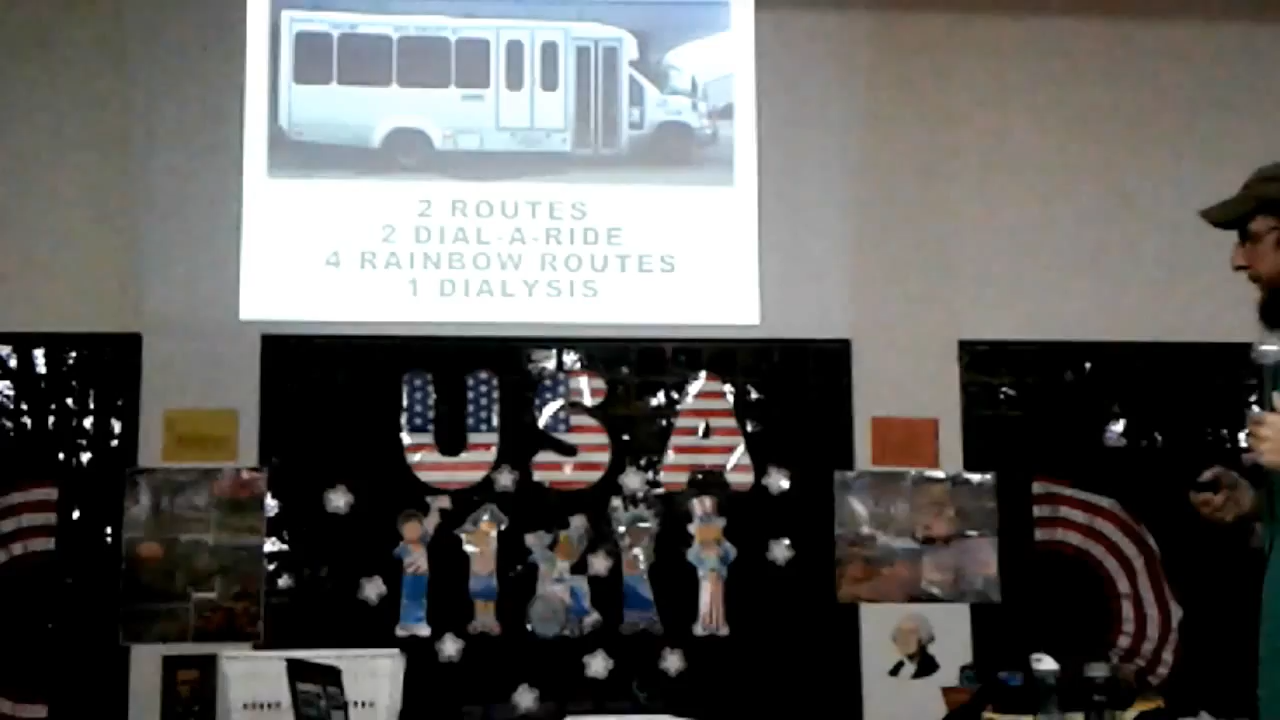 2 ROUTES
2 DIAL-A-RIDE
4 RAINBOW ROUTES
1 DIALYSIS
USA